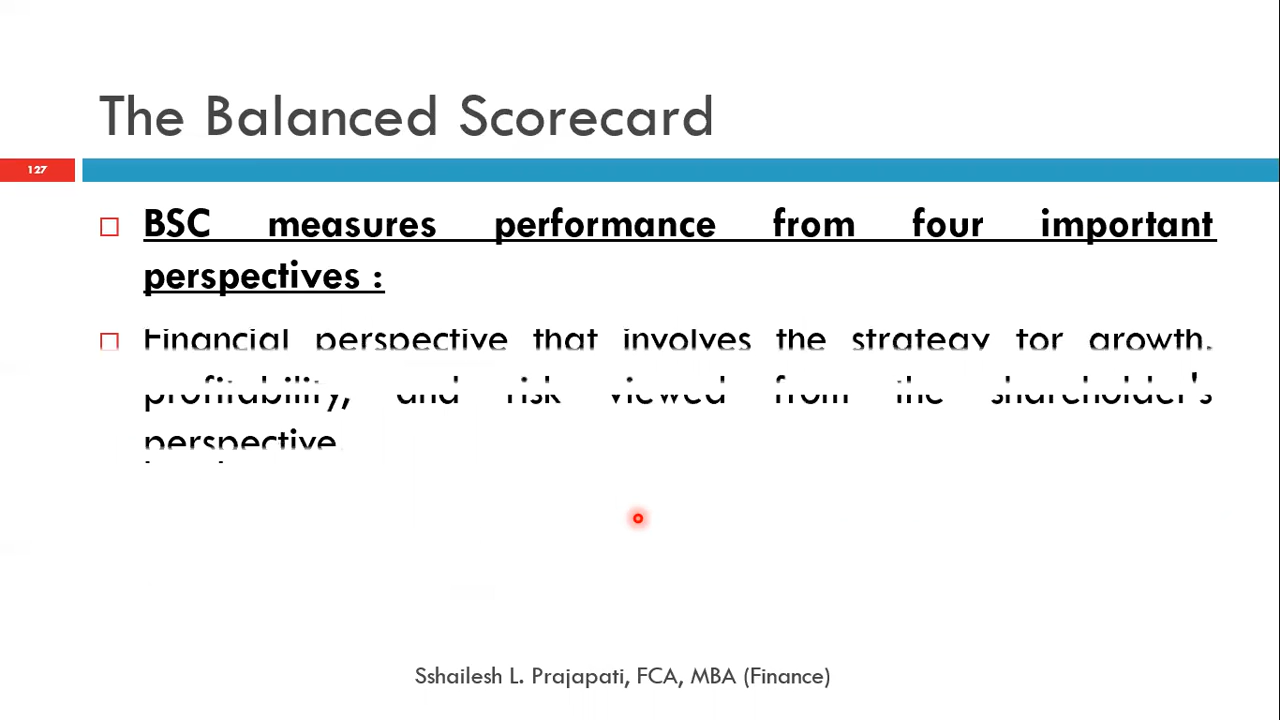 The Balanced Scorecard
127
BSC measures performance from four important
perspectives :
Financial perspective that involves the strategy for growth,
profitability, and risk viewed from the shareholder's
perspective.
Sshailesh L. Prajapati, FCA, MBA (Finance)